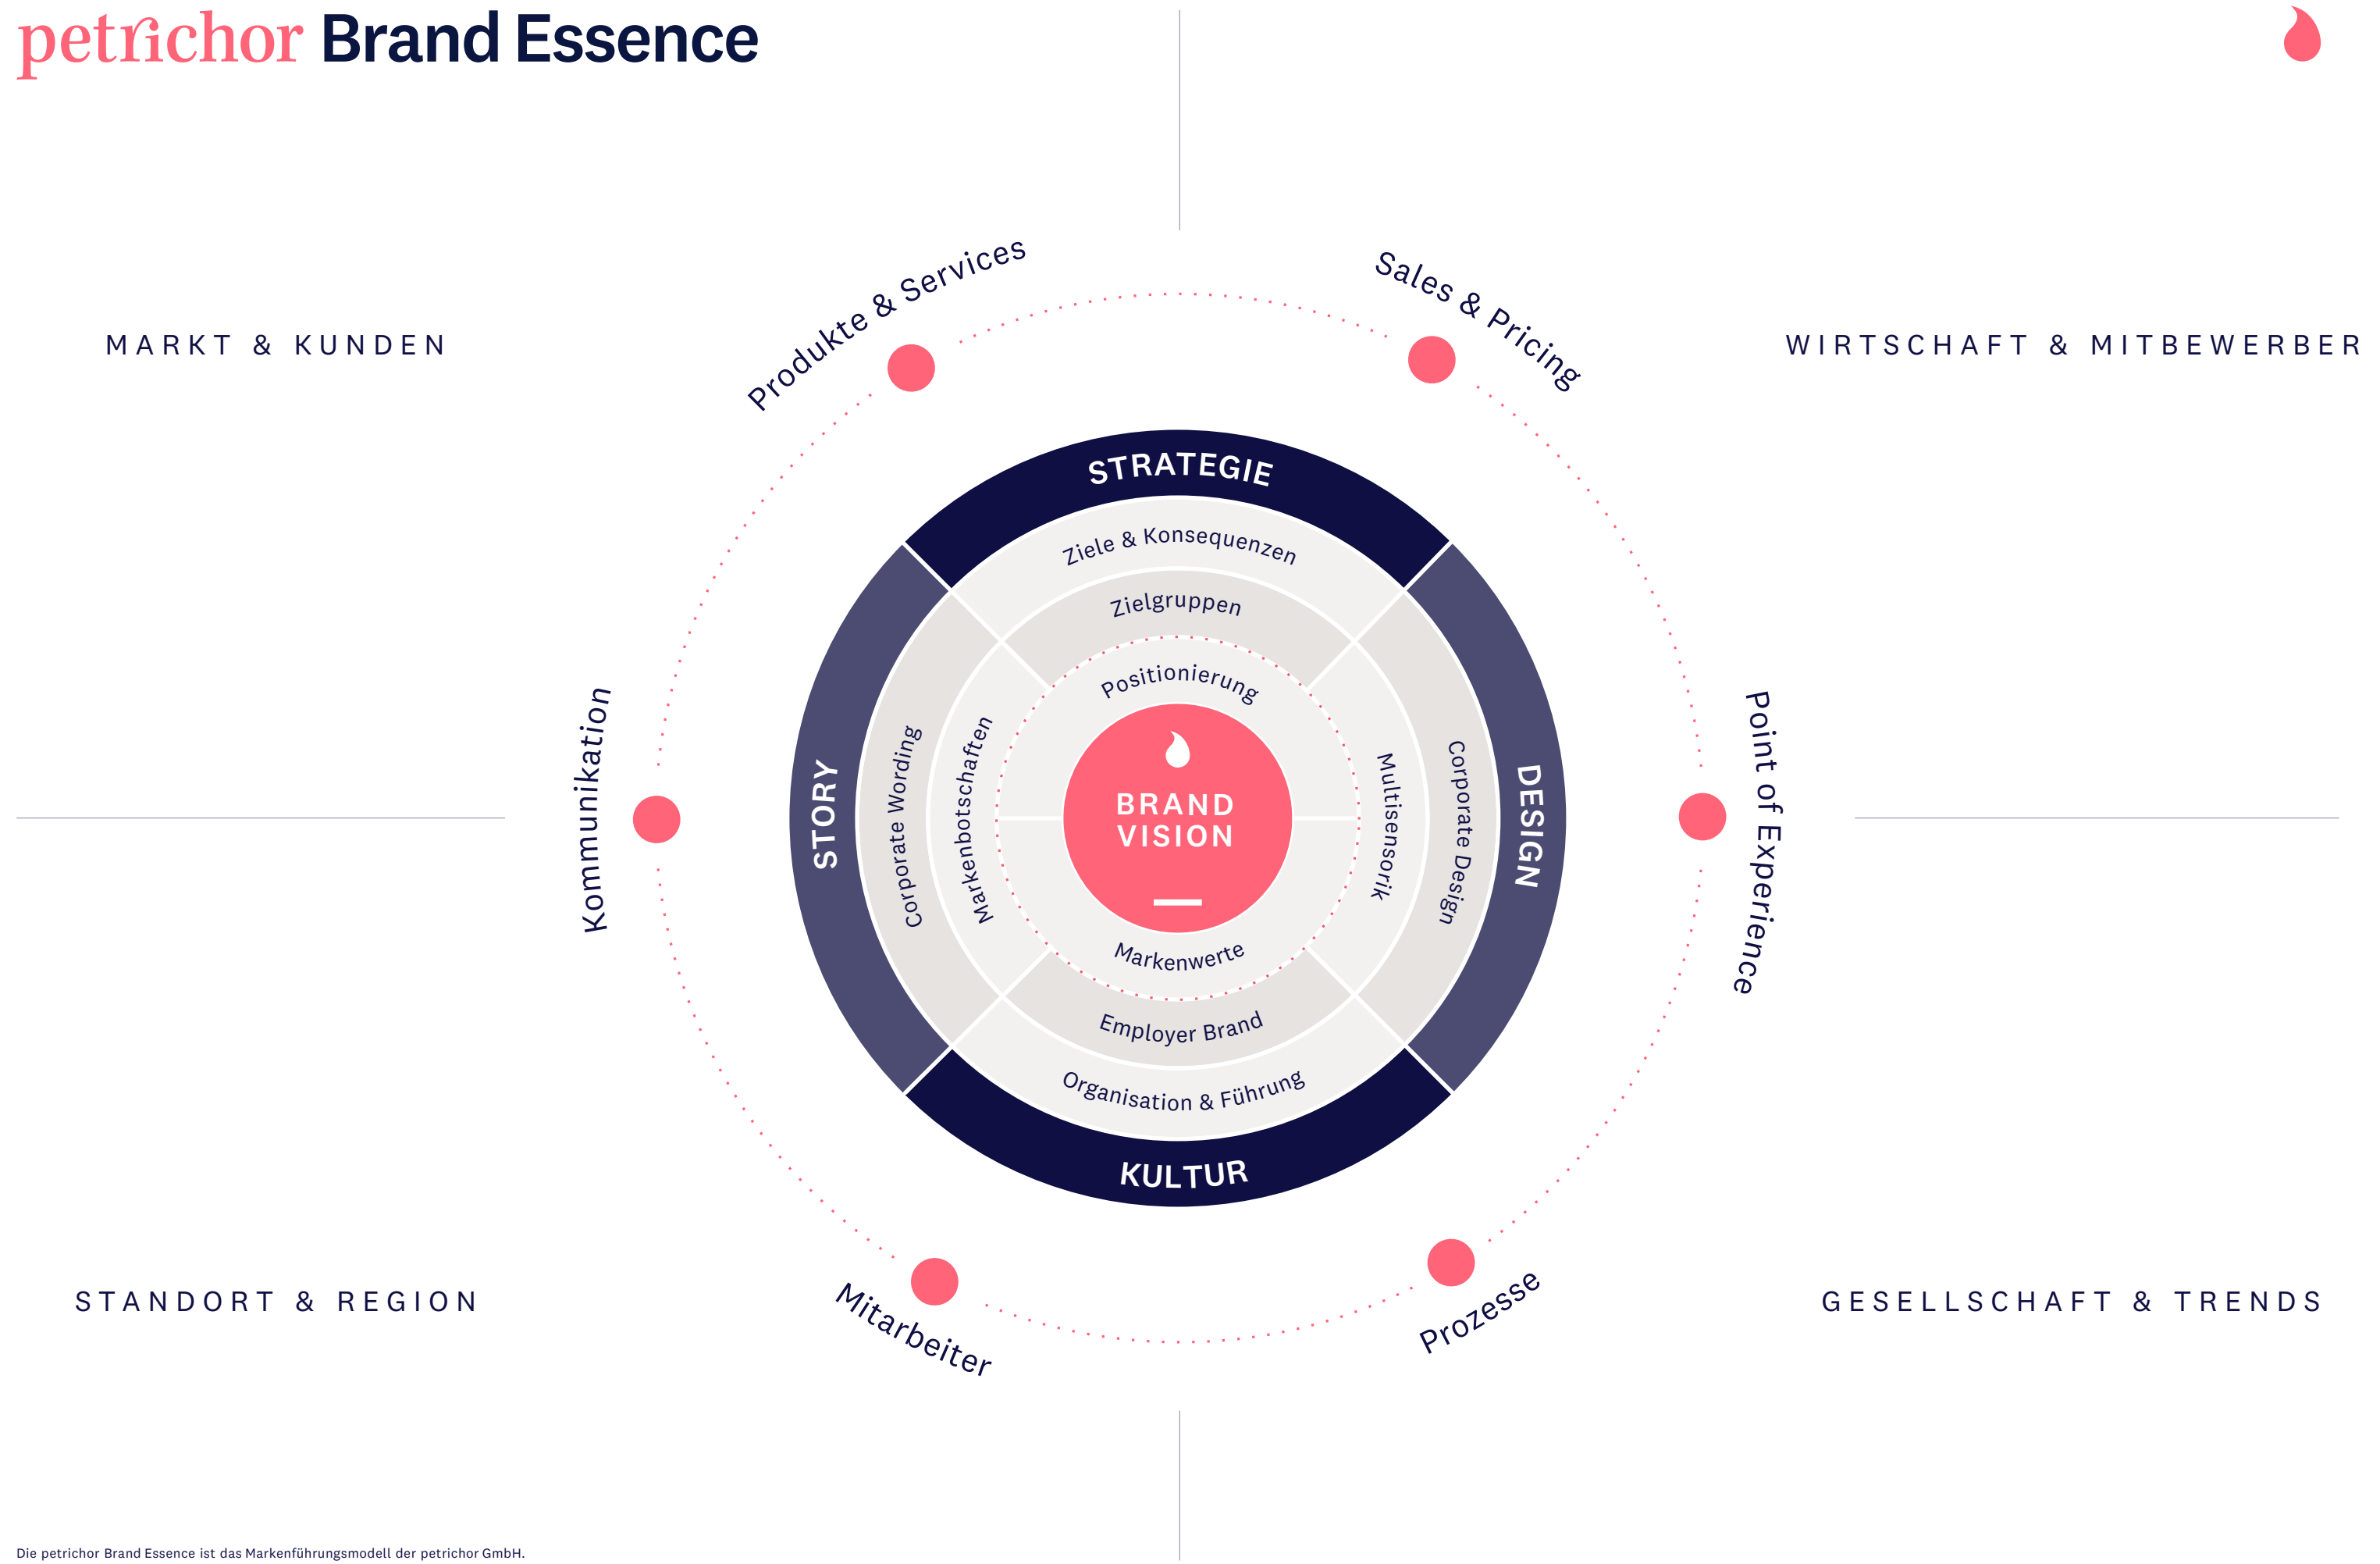 petrichor Brand Essence
MARKT & KUNDEN
WIRTSCHAFT & MITBEWERBER
Produkte & Services
Sales & Pricing
Kommunikation
Point of Experience
Mitarbeiter
Prozesse
STRATEGIE
Ziele & Konsequenzen
Zielgruppen
Positionierung
STORY
Corporate Wording
Markenbotschaften
BRAND
VISION
Multisensorik
Corporate Design
DESIGN
Markenwerte
Employer Brand
Organisation & Führung
KULTUR
STANDORT & REGION
GESELLSCHAFT & TRENDS
Die petrichor Brand Essence ist das Markenführungsmodell der petrichor GmbH.